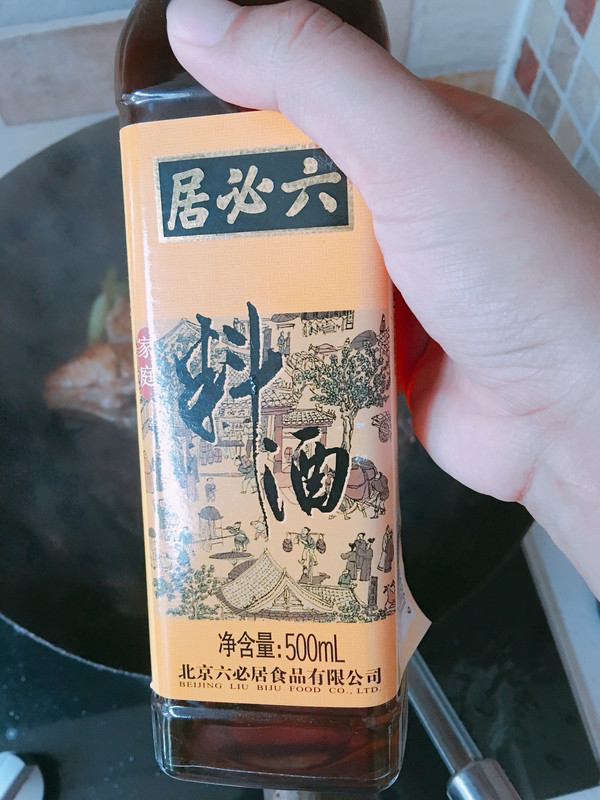 六必居
料酒
家庭
净含量:500mL
北京六必居食品有限公司
BEIJING LIU BIJU FOOD CO., LTD.